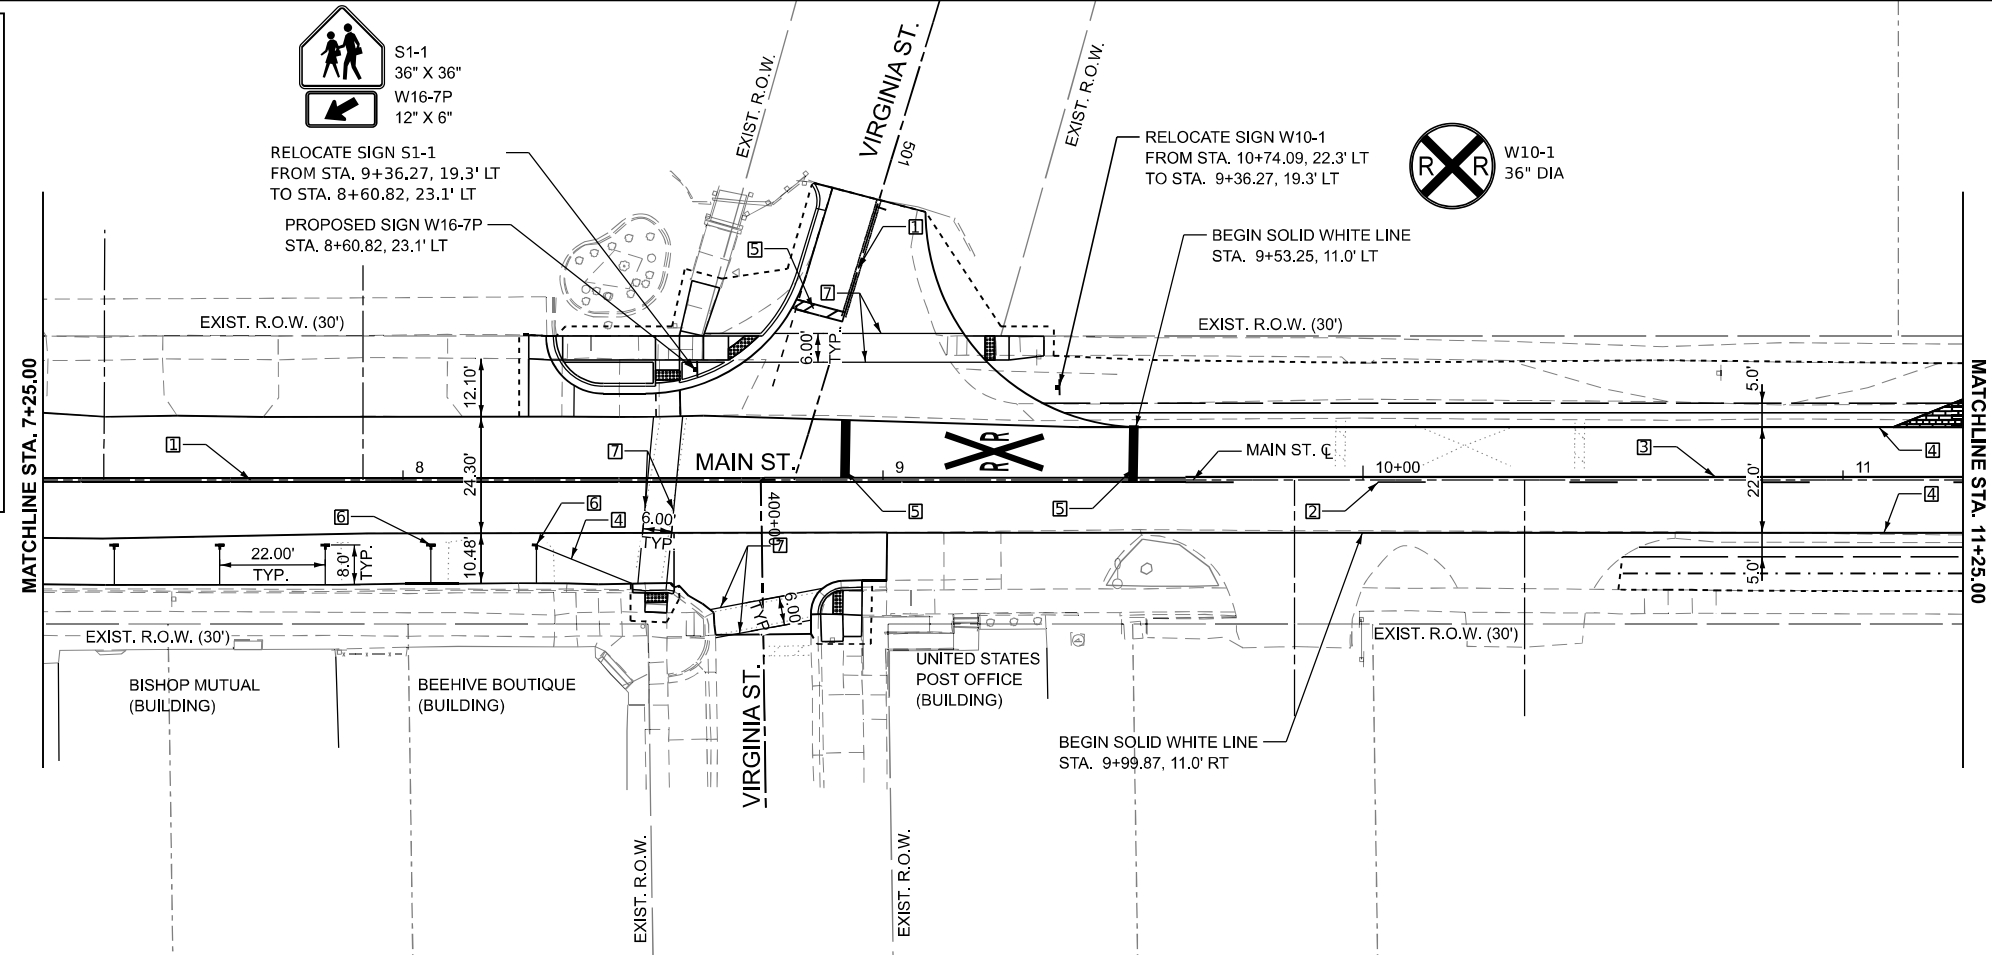 S1-1
36" X 36"
W16-7P
12" X 6"
RELOCATE SIGN S1-1
FROM STA. 9+36.27, 19.3' LT
TO STA. 8+60.82, 23.1' LT
PROPOSED SIGN W16-7P
STA. 8+60.82, 23.1' LT
EXIST. R.O.W.
VIRGINIA ST.
501
EXIST. R.O.W.
RELOCATE SIGN W10-1
FROM STA. 10+74.09, 22.3' LT
TO STA. 9+36.27, 19.3' LT
R R
W10-1
36" DIA
BEGIN SOLID WHITE LINE
STA. 9+53.25, 11.0' LT
1
5
7
EXIST. R.O.W. (30')
6.00'
TYP.
EXIST. R.O.W. (30')
MATCHLINE STA. 7+25.00
MATCHLINE STA. 11+25.00
12.10'
5.0'
1
8
24.30'
7
MAIN ST.
9
R R
MAIN ST. CL
10+00
3
11
4
22.0'
6
6
4
6.00
TYP
400+00
5
5
2
4
22.00'
TYP.
8.0'
TYP.
10.48'
7
6.00'
TYP
5.0'
EXIST. R.O.W. (30')
EXIST. R.O.W. (30')
BISHOP MUTUAL
(BUILDING)
BEEHIVE BOUTIQUE
(BUILDING)
VIRGINIA ST.
UNITED STATES
POST OFFICE
(BUILDING)
BEGIN SOLID WHITE LINE
STA. 9+99.87, 11.0' RT
EXIST. R.O.W.
EXIST. R.O.W.